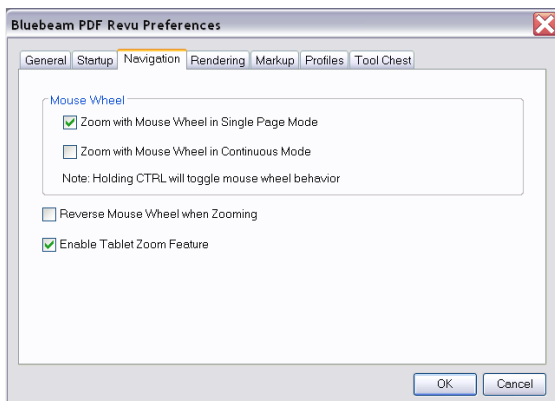 Bluebeam PDF Revu Preferences
General Startup Navigation Rendering Markup Profiles Tool Chest
Mouse Wheel
Zoom with Mouse Wheel in Single Page Mode
Zoom with Mouse Wheel in Continuous Mode
Note: Holding CTRL will toggle mouse wheel behavior
Reverse Mouse Wheel when Zooming
Enable Tablet Zoom Feature
OK Cancel